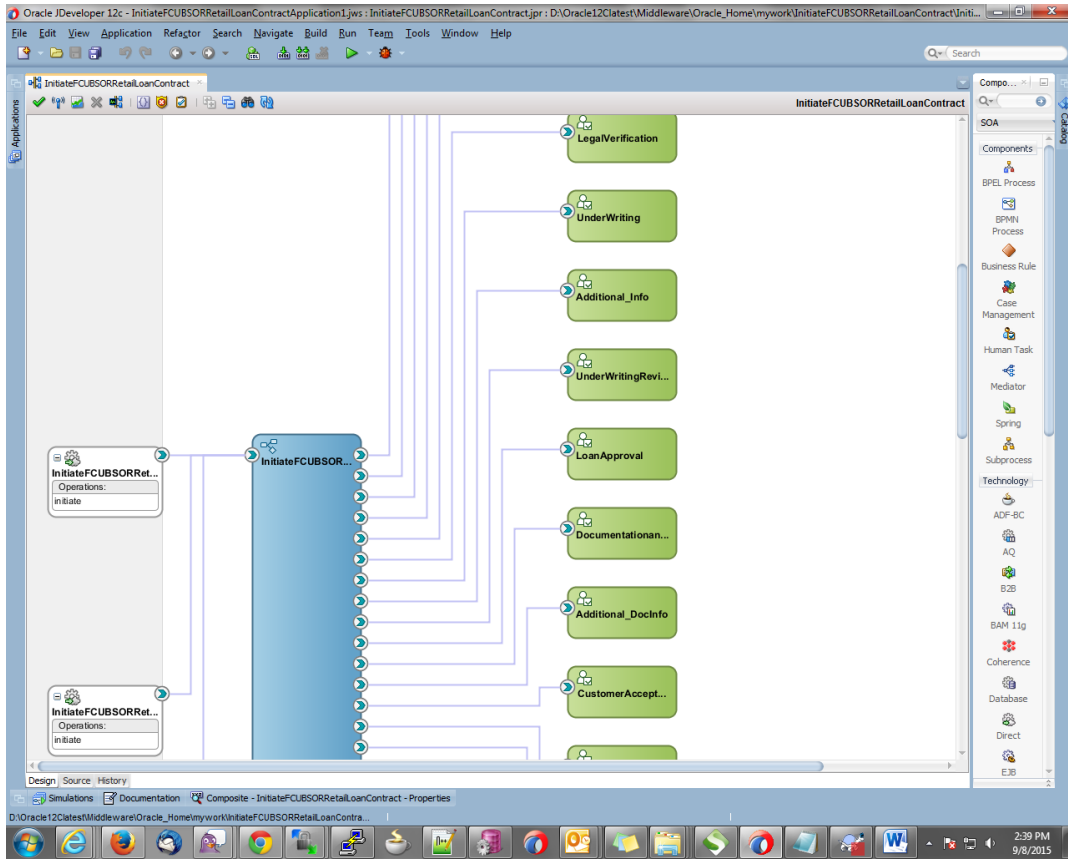 Oracle JDeveloper 12c - InitiateFCUBSORRetailLoanContractApplication1.jws : InitiateFCUBSORRetailLoanContract.jpr : D:\Oracle12Clatest\Middleware\Oracle_Home\mywork\InitiateFCUBSORRetailLoanContract\Initi...
File Edit View Application Refactor Search Navigate Build Run Team Tools Window Help
Search
InitiateFCUBSORRetailLoanContract
Compo...
InitiateFCUBSORRetailLoanContract
Applications
Catalog
SOA
Components
BPEL Process
BPMN
Process
Business Rule
Case
Management
Human Task
Mediator
Spring
Subprocess
Technology
ADF-BC
AQ
B2B
BAM 11g
Coherence
Database
Direct
EJB
LegalVerification
UnderWriting
Additional_Info
UnderWritingRevi...
LoanApproval
Documentationan...
Additional_DocInfo
CustomerAccept...
InitiateFCUBSOR...
InitiateFCUBSORRet...
Operations:
initiate
InitiateFCUBSORRet...
Operations:
initiate
Design Source History
Simulations Documentation Composite - InitiateFCUBSORRetailLoanContract - Properties
D:\Oracle12Clatest\Middleware\Oracle_Home\mywork\InitiateFCUBSORRetailLoanContra...
2:39 PM
9/8/2015